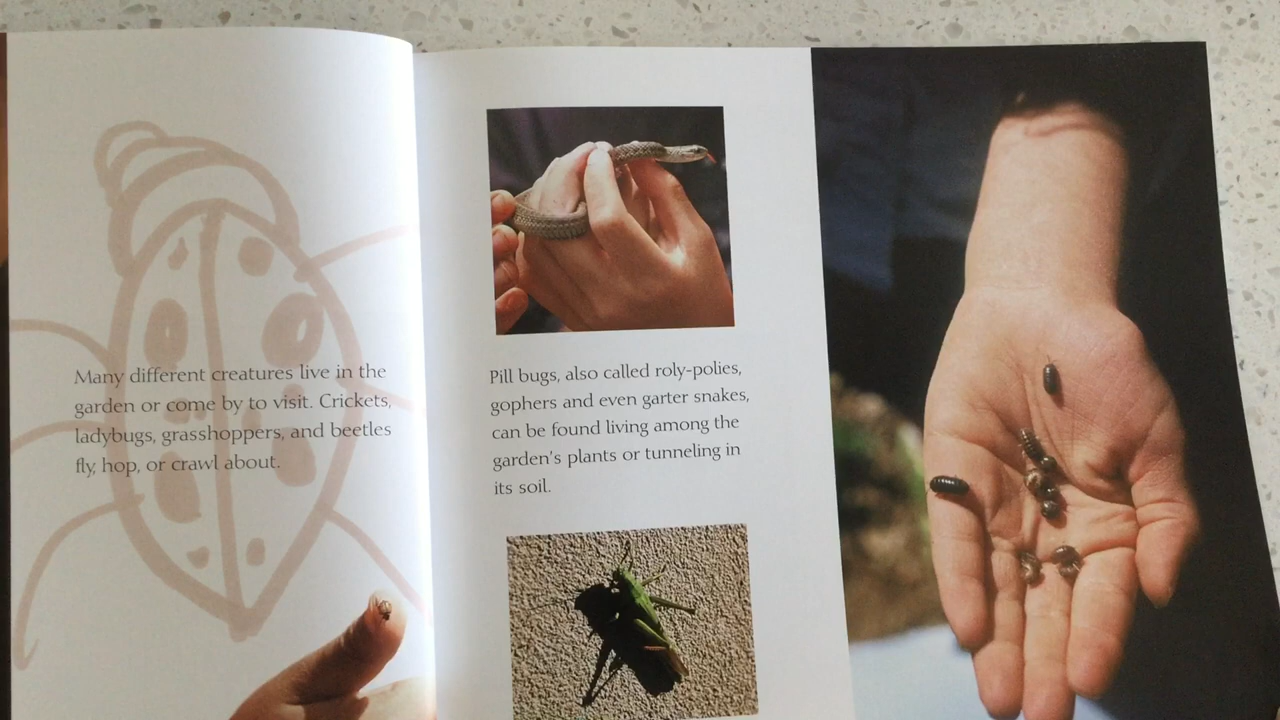 Many different creatures live in the
garden or come by to visit. Crickets,
ladybugs, grasshoppers, and beetles
fly, hop, or crawl about.
Pill bugs, also called roly-polies,
gophers and even garter snakes,
can be found living among the
garden's plants or tunneling in
its soil.